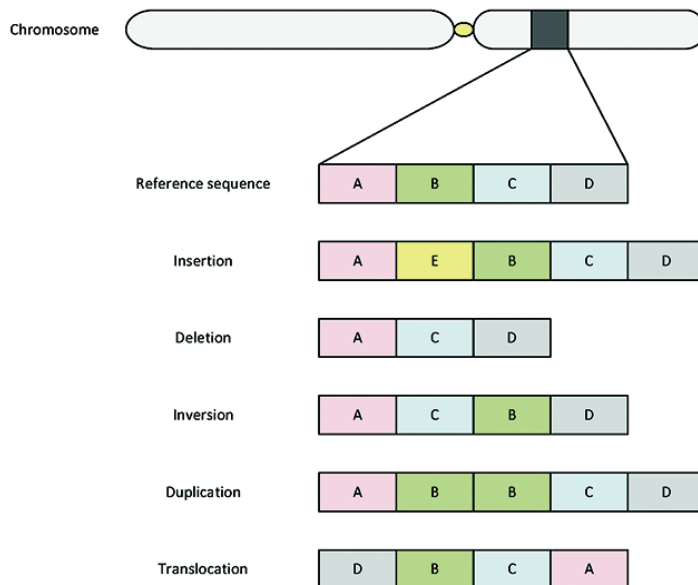 Chromosome
Reference sequence A B C D
Insertion A E B C D
Deletion A C D
Inversion A C B D
Duplication A B B C D
Translocation D B C A